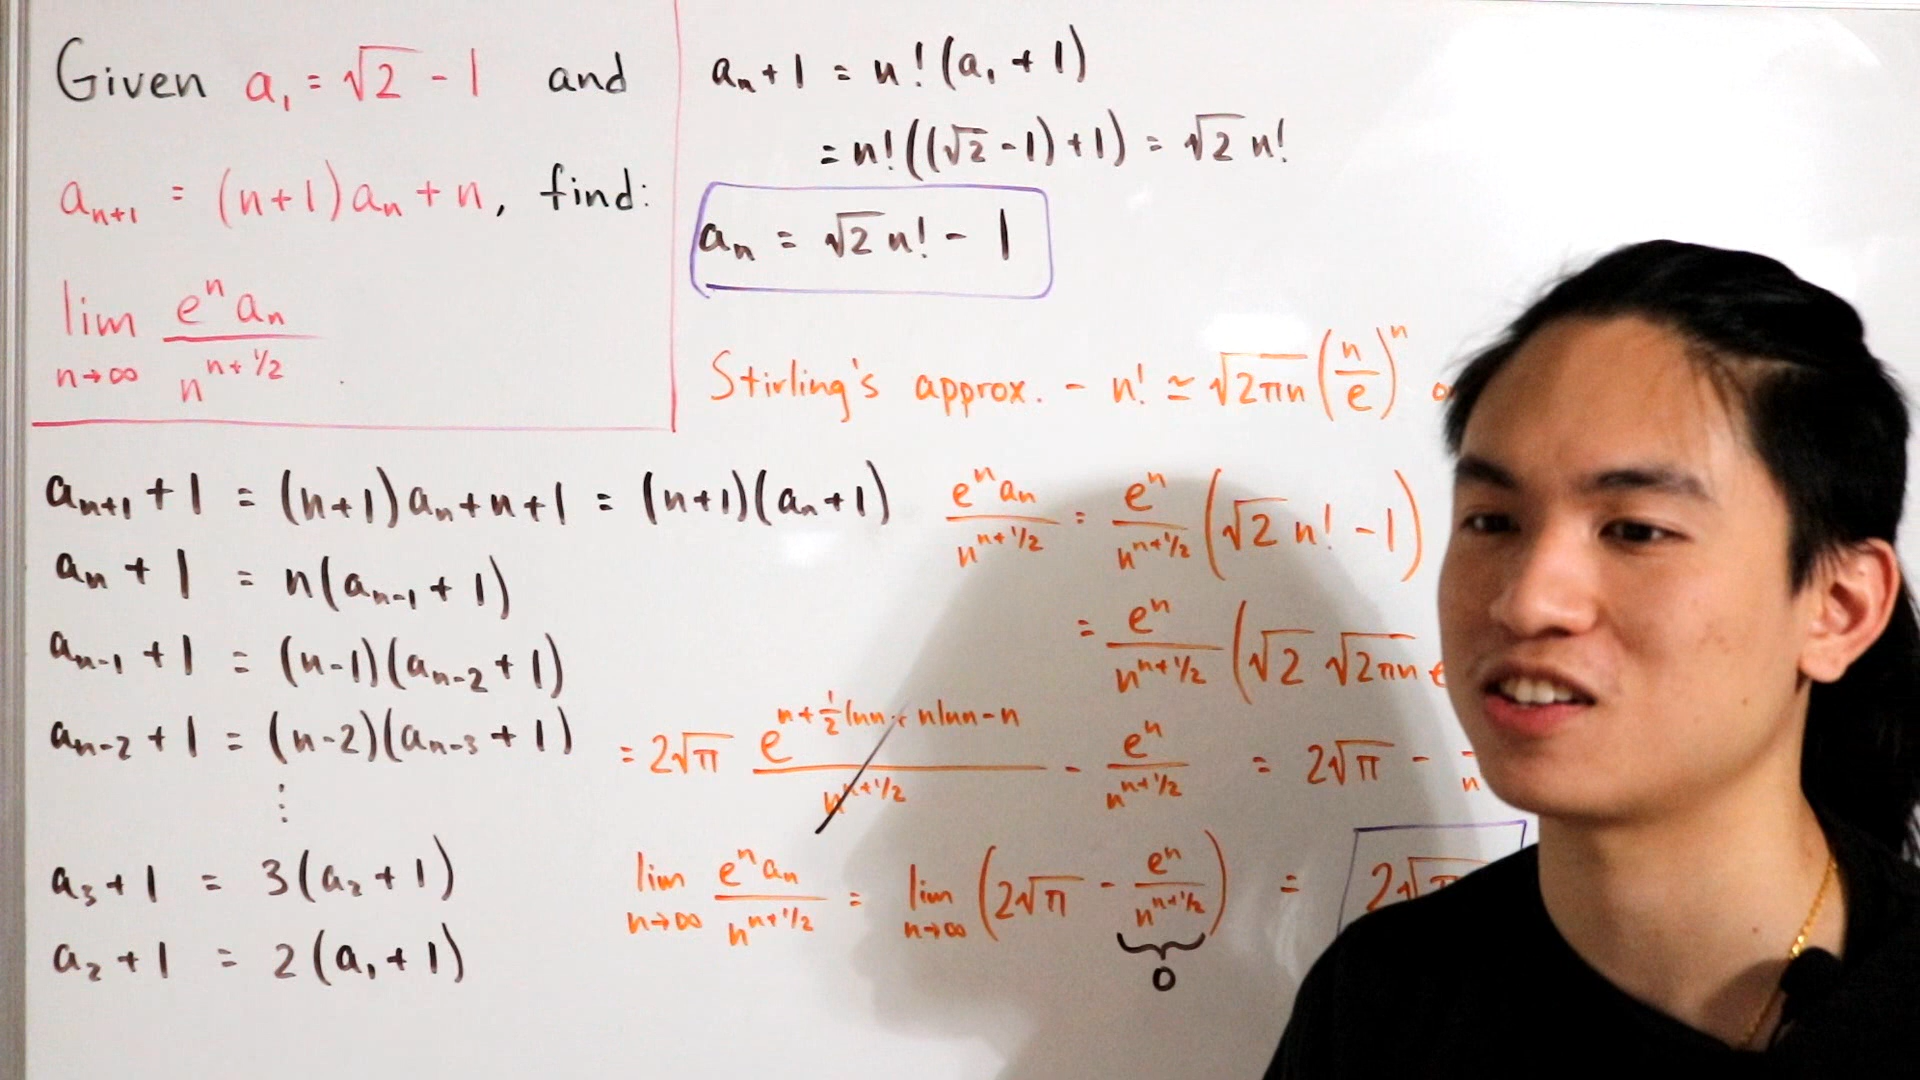 Given a₁ = √2 - 1 and
aₙ₊₁ = (n+1)aₙ + n, find:
lim n→∞ eⁿaₙ / n^(n+1/2) .
aₙ₊₁ + 1 = (n+1)aₙ + n + 1 = (n+1)(aₙ + 1)
aₙ + 1 = n(aₙ₋₁ + 1)
aₙ₋₁ + 1 = (n-1)(aₙ₋₂ + 1)
aₙ₋₂ + 1 = (n-2)(aₙ₋₃ + 1)
⋮
a₃ + 1 = 3(a₂ + 1)
a₂ + 1 = 2(a₁ + 1)
aₙ + 1 = n!(a₁ + 1)
= n!((√2 - 1) + 1) = √2 n!
aₙ = √2 n! - 1
Stirling's approx. - n! ≃ √(2πn) (n/e)ⁿ
eⁿaₙ / n^(n+1/2) = eⁿ / n^(n+1/2) (√2 n! - 1)
= eⁿ / n^(n+1/2) (√2 √(2πn)
= 2√π e^(n + ½ln n + n ln n - n) / n^(n+1/2) - eⁿ / n^(n+1/2) = 2√π -
lim n→∞ eⁿaₙ / n^(n+1/2) = lim n→∞ (2√π - eⁿ / n^(n+1/2)) = 2√π
0